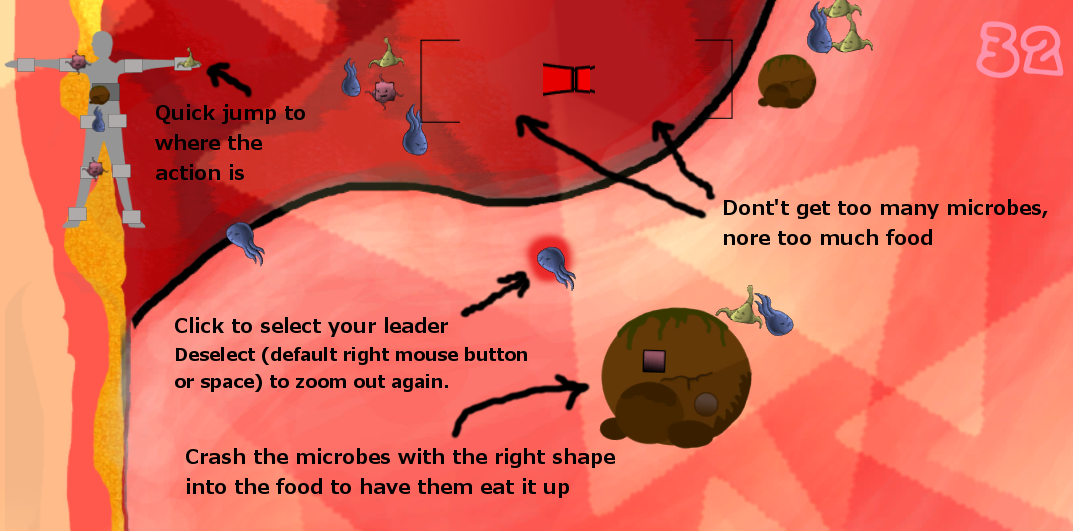 32
Quick jump to
where the
action is
Dont't get too many microbes,
nore too much food
Click to select your leader
Deselect (default right mouse button
or space) to zoom out again.
Crash the microbes with the right shape
into the food to have them eat it up